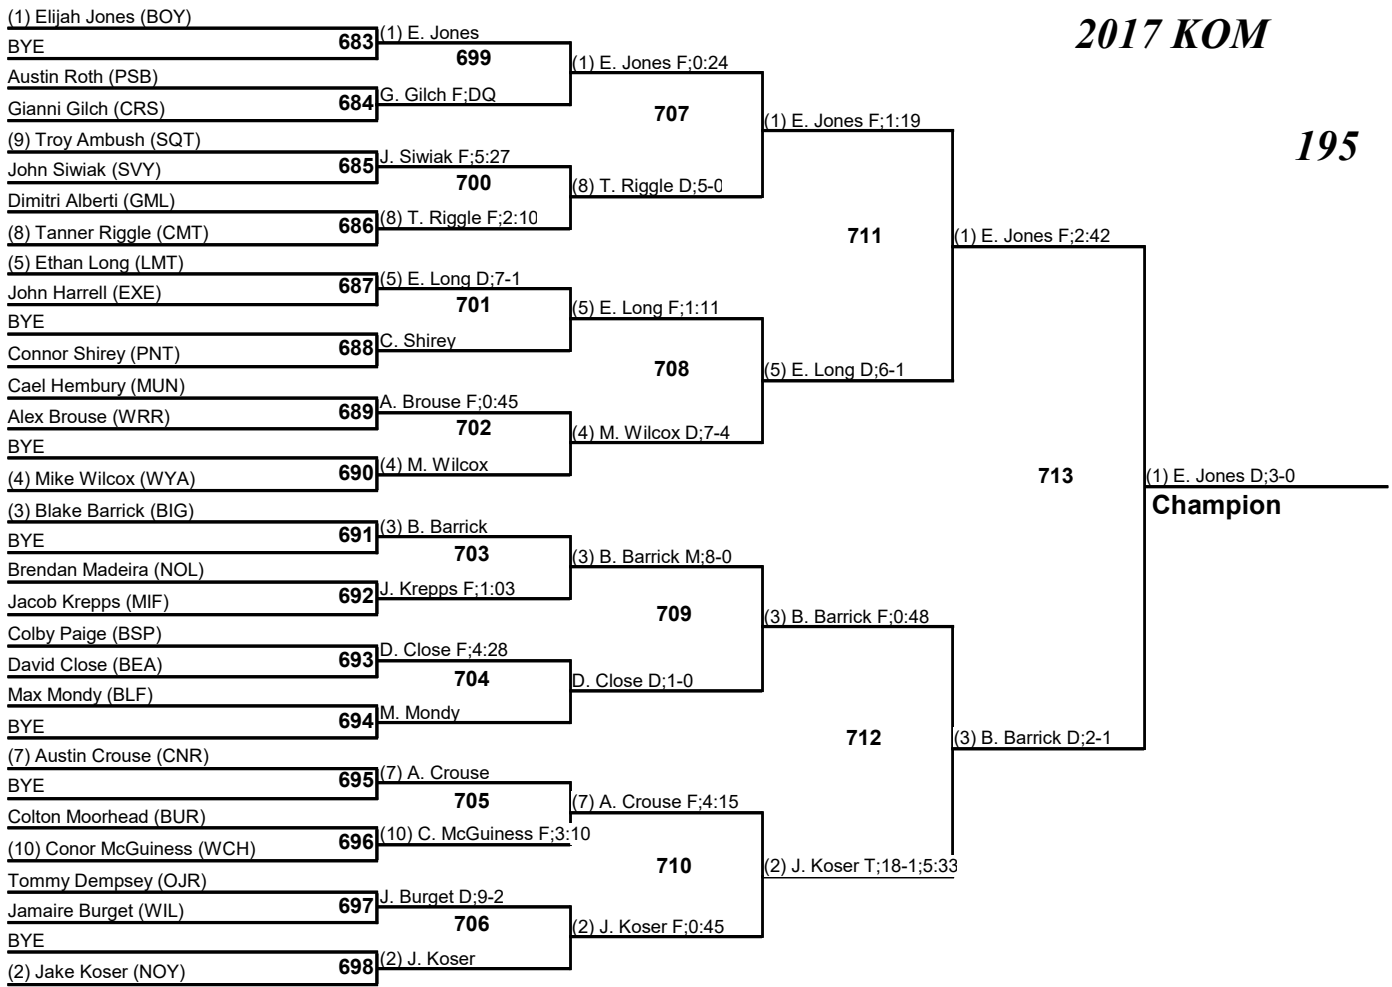 2017 KOM
195
(1) Elijah Jones (BOY)
BYE
Austin Roth (PSB)
Gianni Gilch (CRS)
(9) Troy Ambush (SQT)
John Siwiak (SVY)
Dimitri Alberti (GML)
(8) Tanner Riggle (CMT)
(5) Ethan Long (LMT)
John Harrell (EXE)
BYE
Connor Shirey (PNT)
Cael Hembury (MUN)
Alex Brouse (WRR)
BYE
(4) Mike Wilcox (WYA)
(3) Blake Barrick (BIG)
BYE
Brendan Madeira (NOL)
Jacob Krepps (MIF)
Colby Paige (BSP)
David Close (BEA)
Max Mondy (BLF)
BYE
(7) Austin Crouse (CNR)
BYE
Colton Moorhead (BUR)
(10) Conor McGuiness (WCH)
Tommy Dempsey (OJR)
Jamaire Burget (WIL)
BYE
(2) Jake Koser (NOY)
683
684
685
686
687
688
689
690
691
692
693
694
695
696
697
698
(1) E. Jones
699
G. Gilch F;DQ
J. Siwiak F;5:27
700
(8) T. Riggle F;2:10
(5) E. Long D;7-1
701
C. Shirey
A. Brouse F;0:45
702
(4) M. Wilcox
(3) B. Barrick
703
J. Krepps F;1:03
D. Close F;4:28
704
M. Mondy
(7) A. Crouse
705
(10) C. McGuiness F;3:10
J. Burget D;9-2
706
(2) J. Koser
(1) E. Jones F;0:24
707
(8) T. Riggle D;5-0
(5) E. Long F;1:11
708
(4) M. Wilcox D;7-4
(3) B. Barrick M;8-0
709
D. Close D;1-0
(7) A. Crouse F;4:15
710
(2) J. Koser F;0:45
(1) E. Jones F;1:19
711
(5) E. Long D;6-1
(3) B. Barrick F;0:48
712
(2) J. Koser T;18-1;5:33
(1) E. Jones F;2:42
713
(3) B. Barrick D;2-1
(1) E. Jones D;3-0
Champion